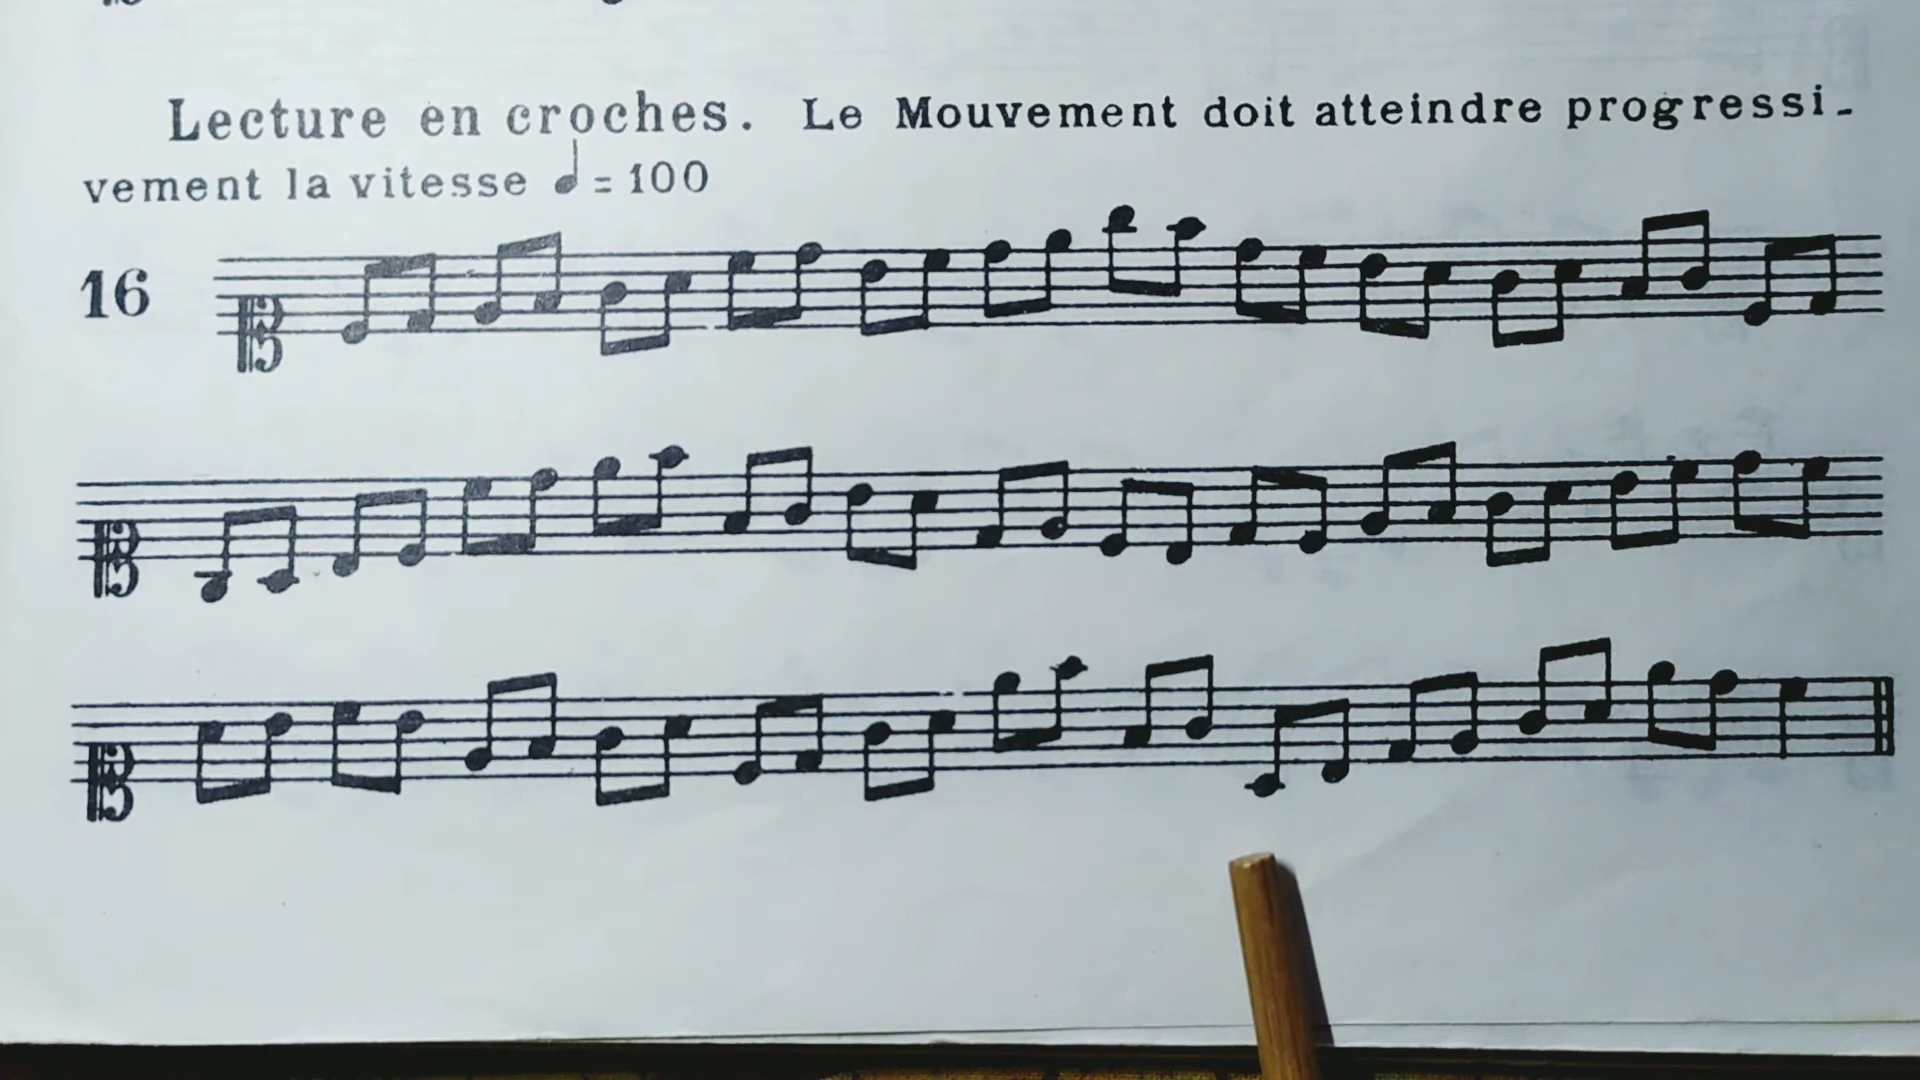 Lecture en croches. Le Mouvement doit atteindre progressi-
vement la vitesse ♩ = 100
16